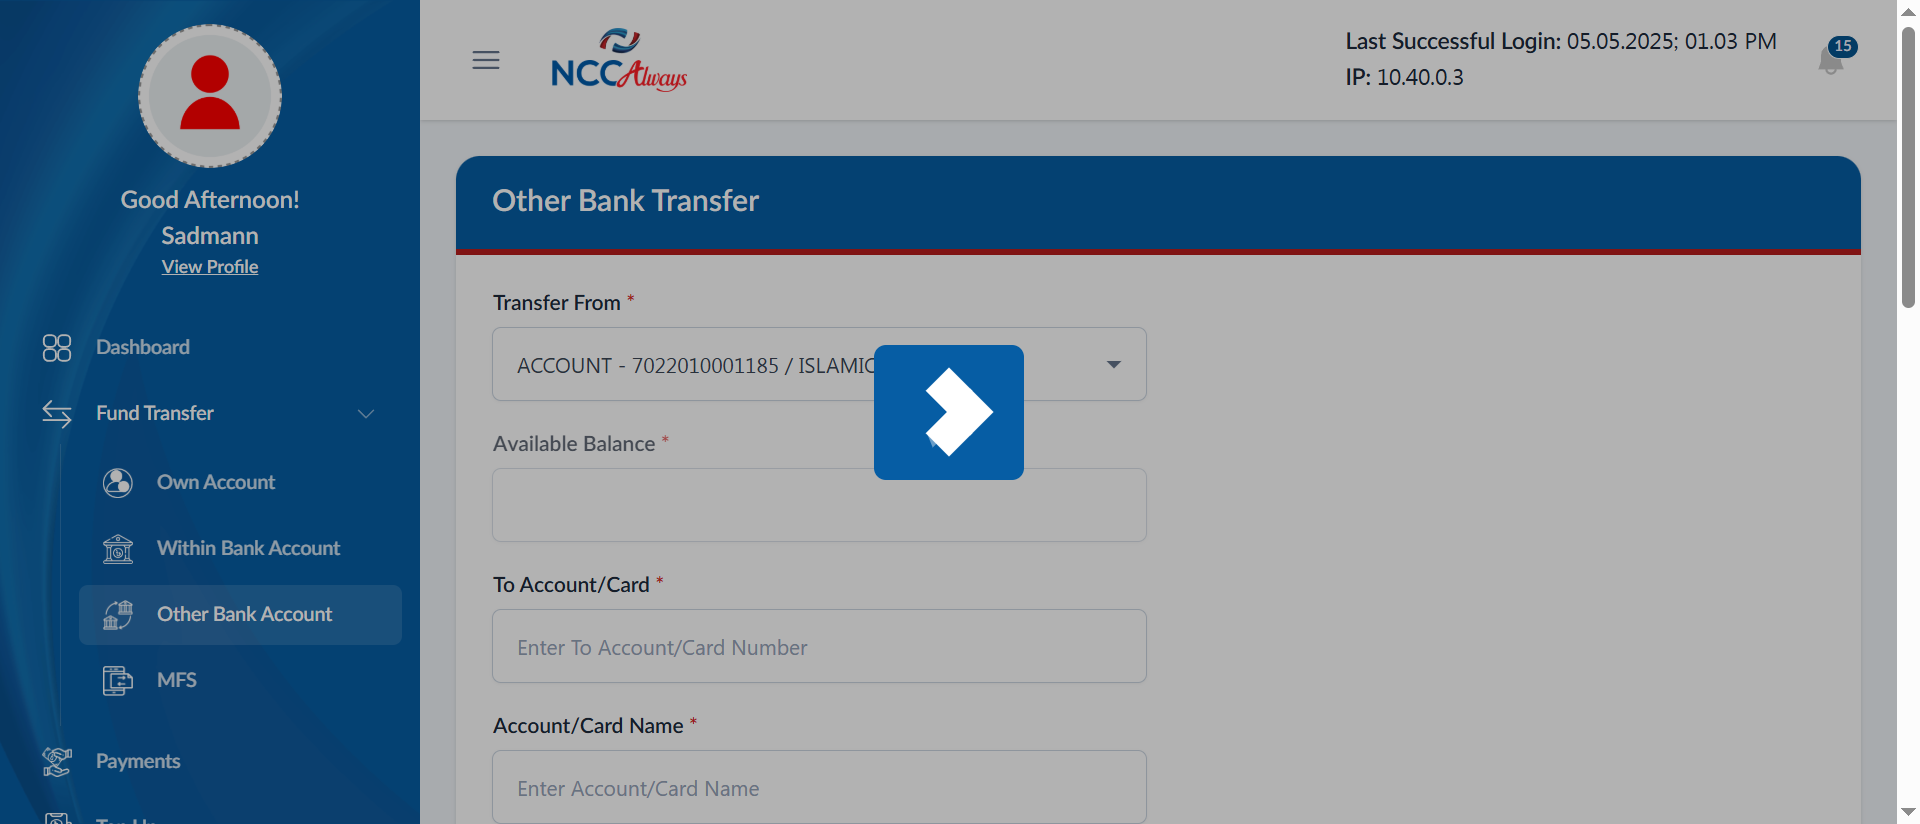 Good Afternoon!
Sadmann
View Profile
Dashboard
Fund Transfer
Own Account
Within Bank Account
Other Bank Account
MFS
Payments
NCC Always
Last Successful Login: 05.05.2025; 01.03 PM
IP: 10.40.0.3
15
Other Bank Transfer
Transfer From *
ACCOUNT - 7022010001185 / ISLAMIC
Available Balance *
To Account/Card *
Enter To Account/Card Number
Account/Card Name *
Enter Account/Card Name